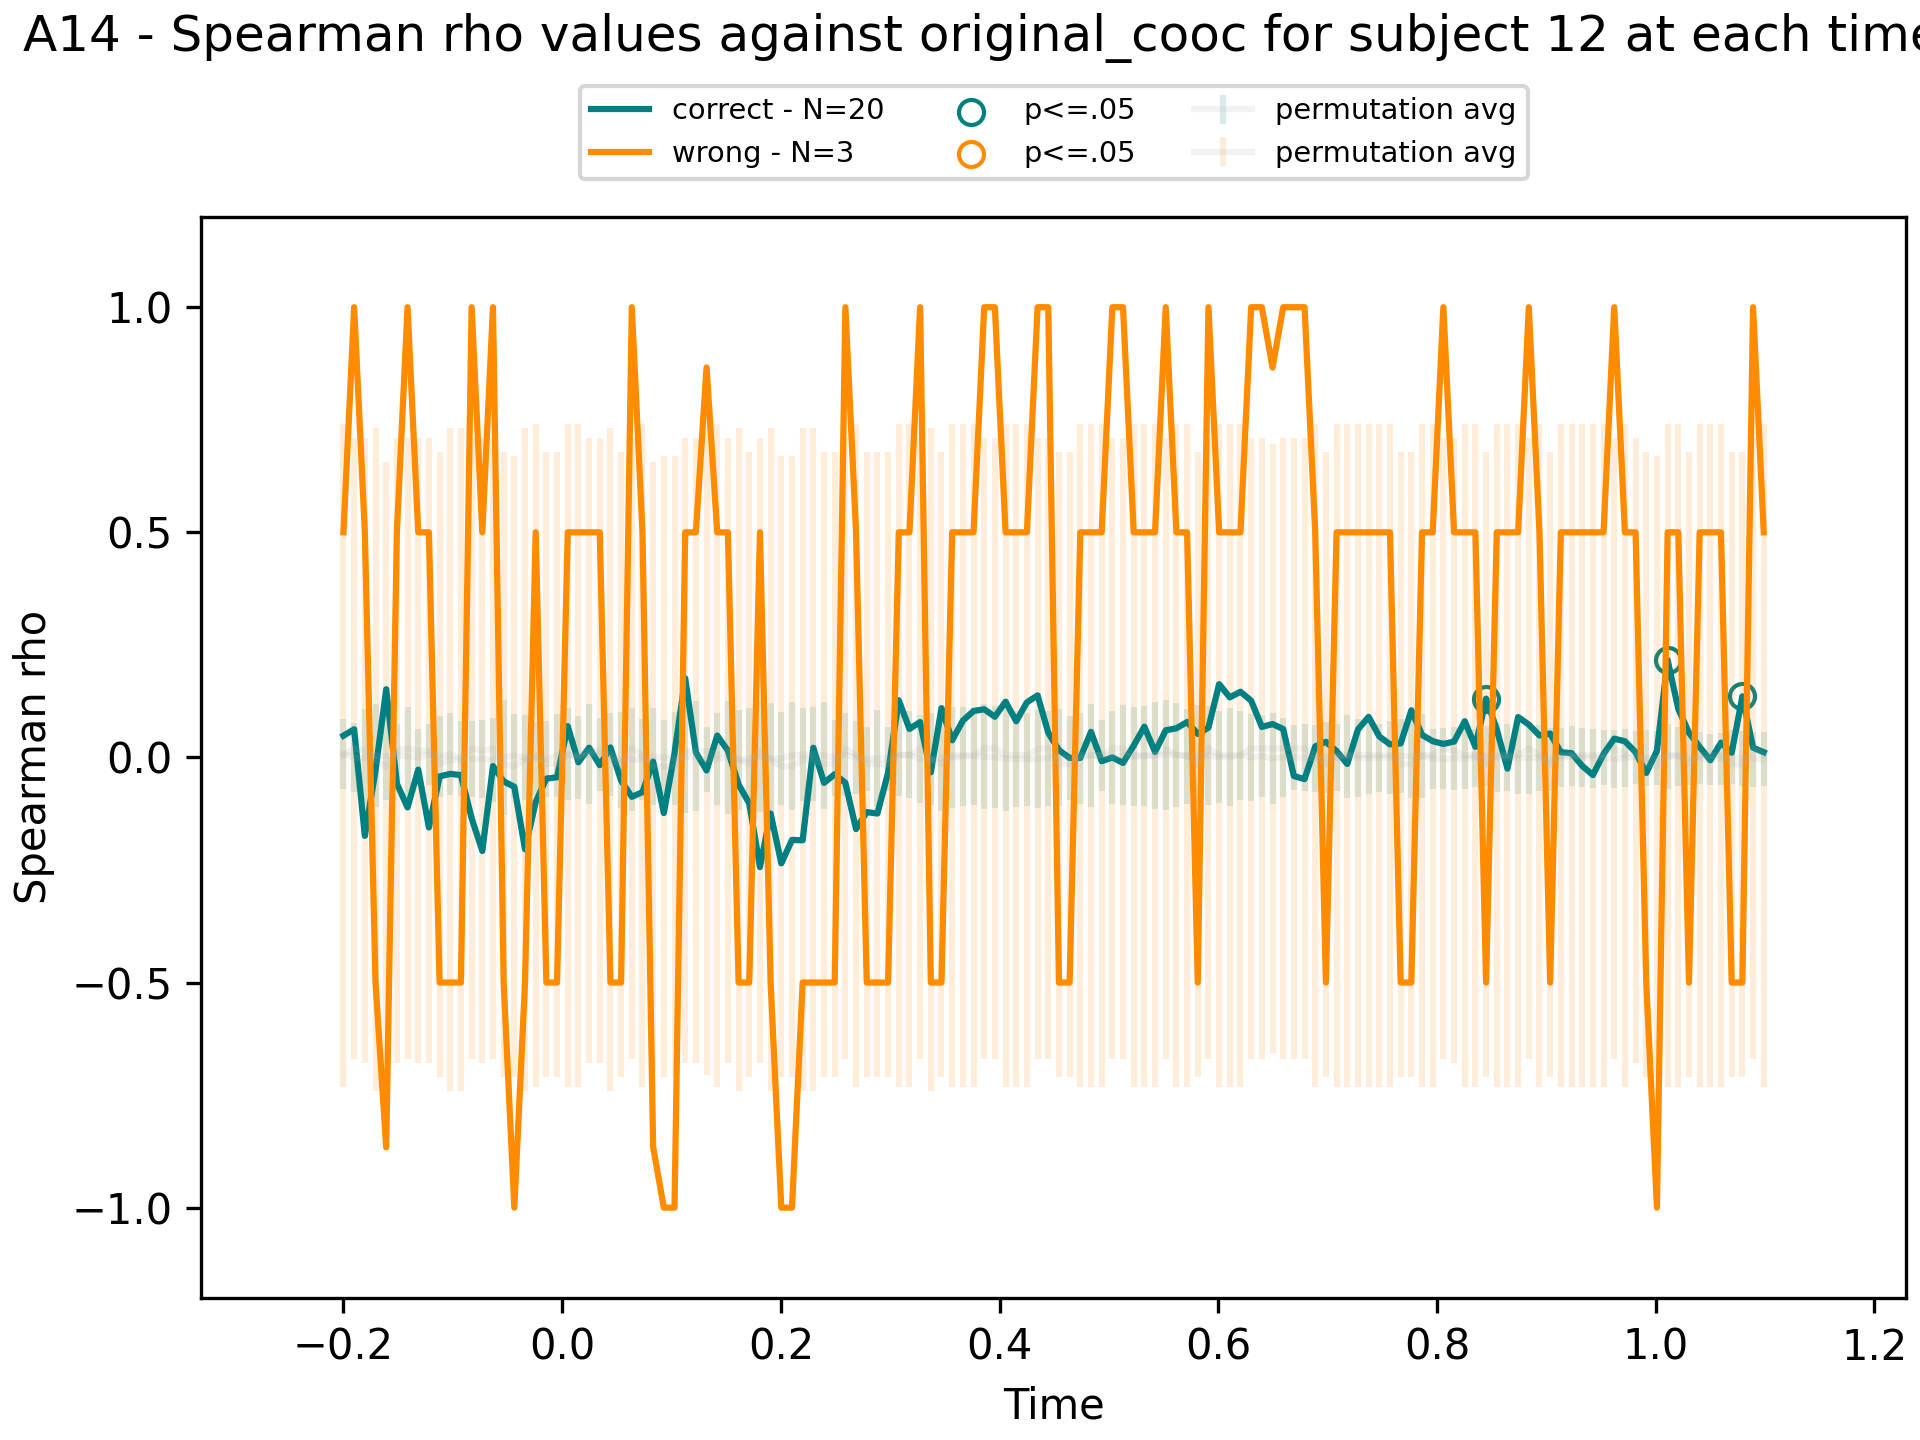 A14 - Spearman rho values against original_cooc for subject 12 at each time
correct - N=20 p<=.05 permutation avg
wrong - N=3 p<=.05 permutation avg
1.0
0.5
0.0
−0.5
−1.0
Spearman rho
−0.2 0.0 0.2 0.4 0.6 0.8 1.0 1.2
Time